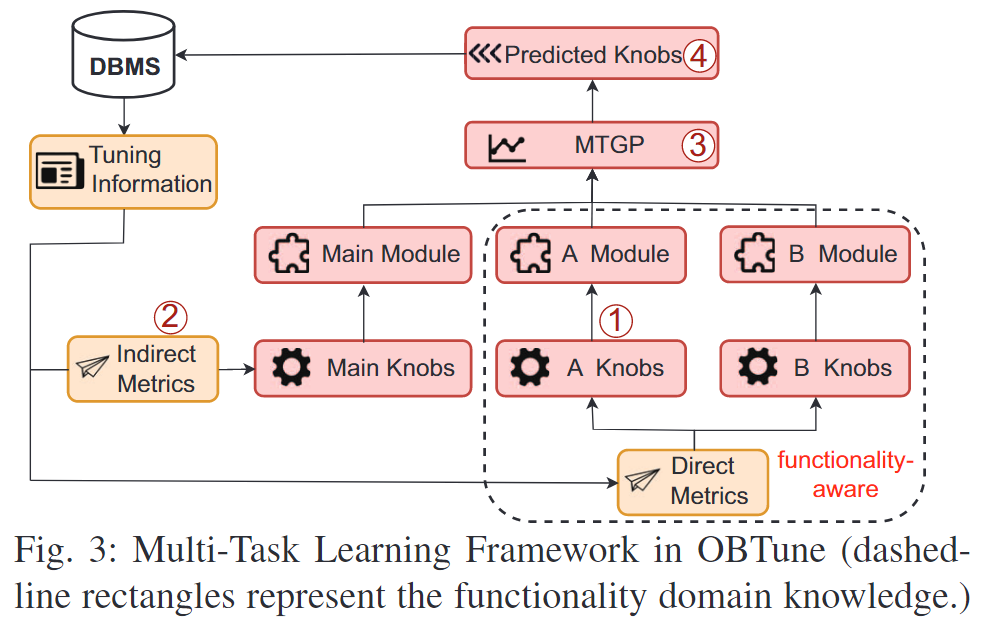 DBMS
Predicted Knobs ④
MTGP ③
Tuning
Information
Main Module
A Module
B Module
②
①
Indirect
Metrics
Main Knobs
A Knobs
B Knobs
Direct
Metrics
functionality-
aware
Fig. 3: Multi-Task Learning Framework in OBTune (dashed-
line rectangles represent the functionality domain knowledge.)